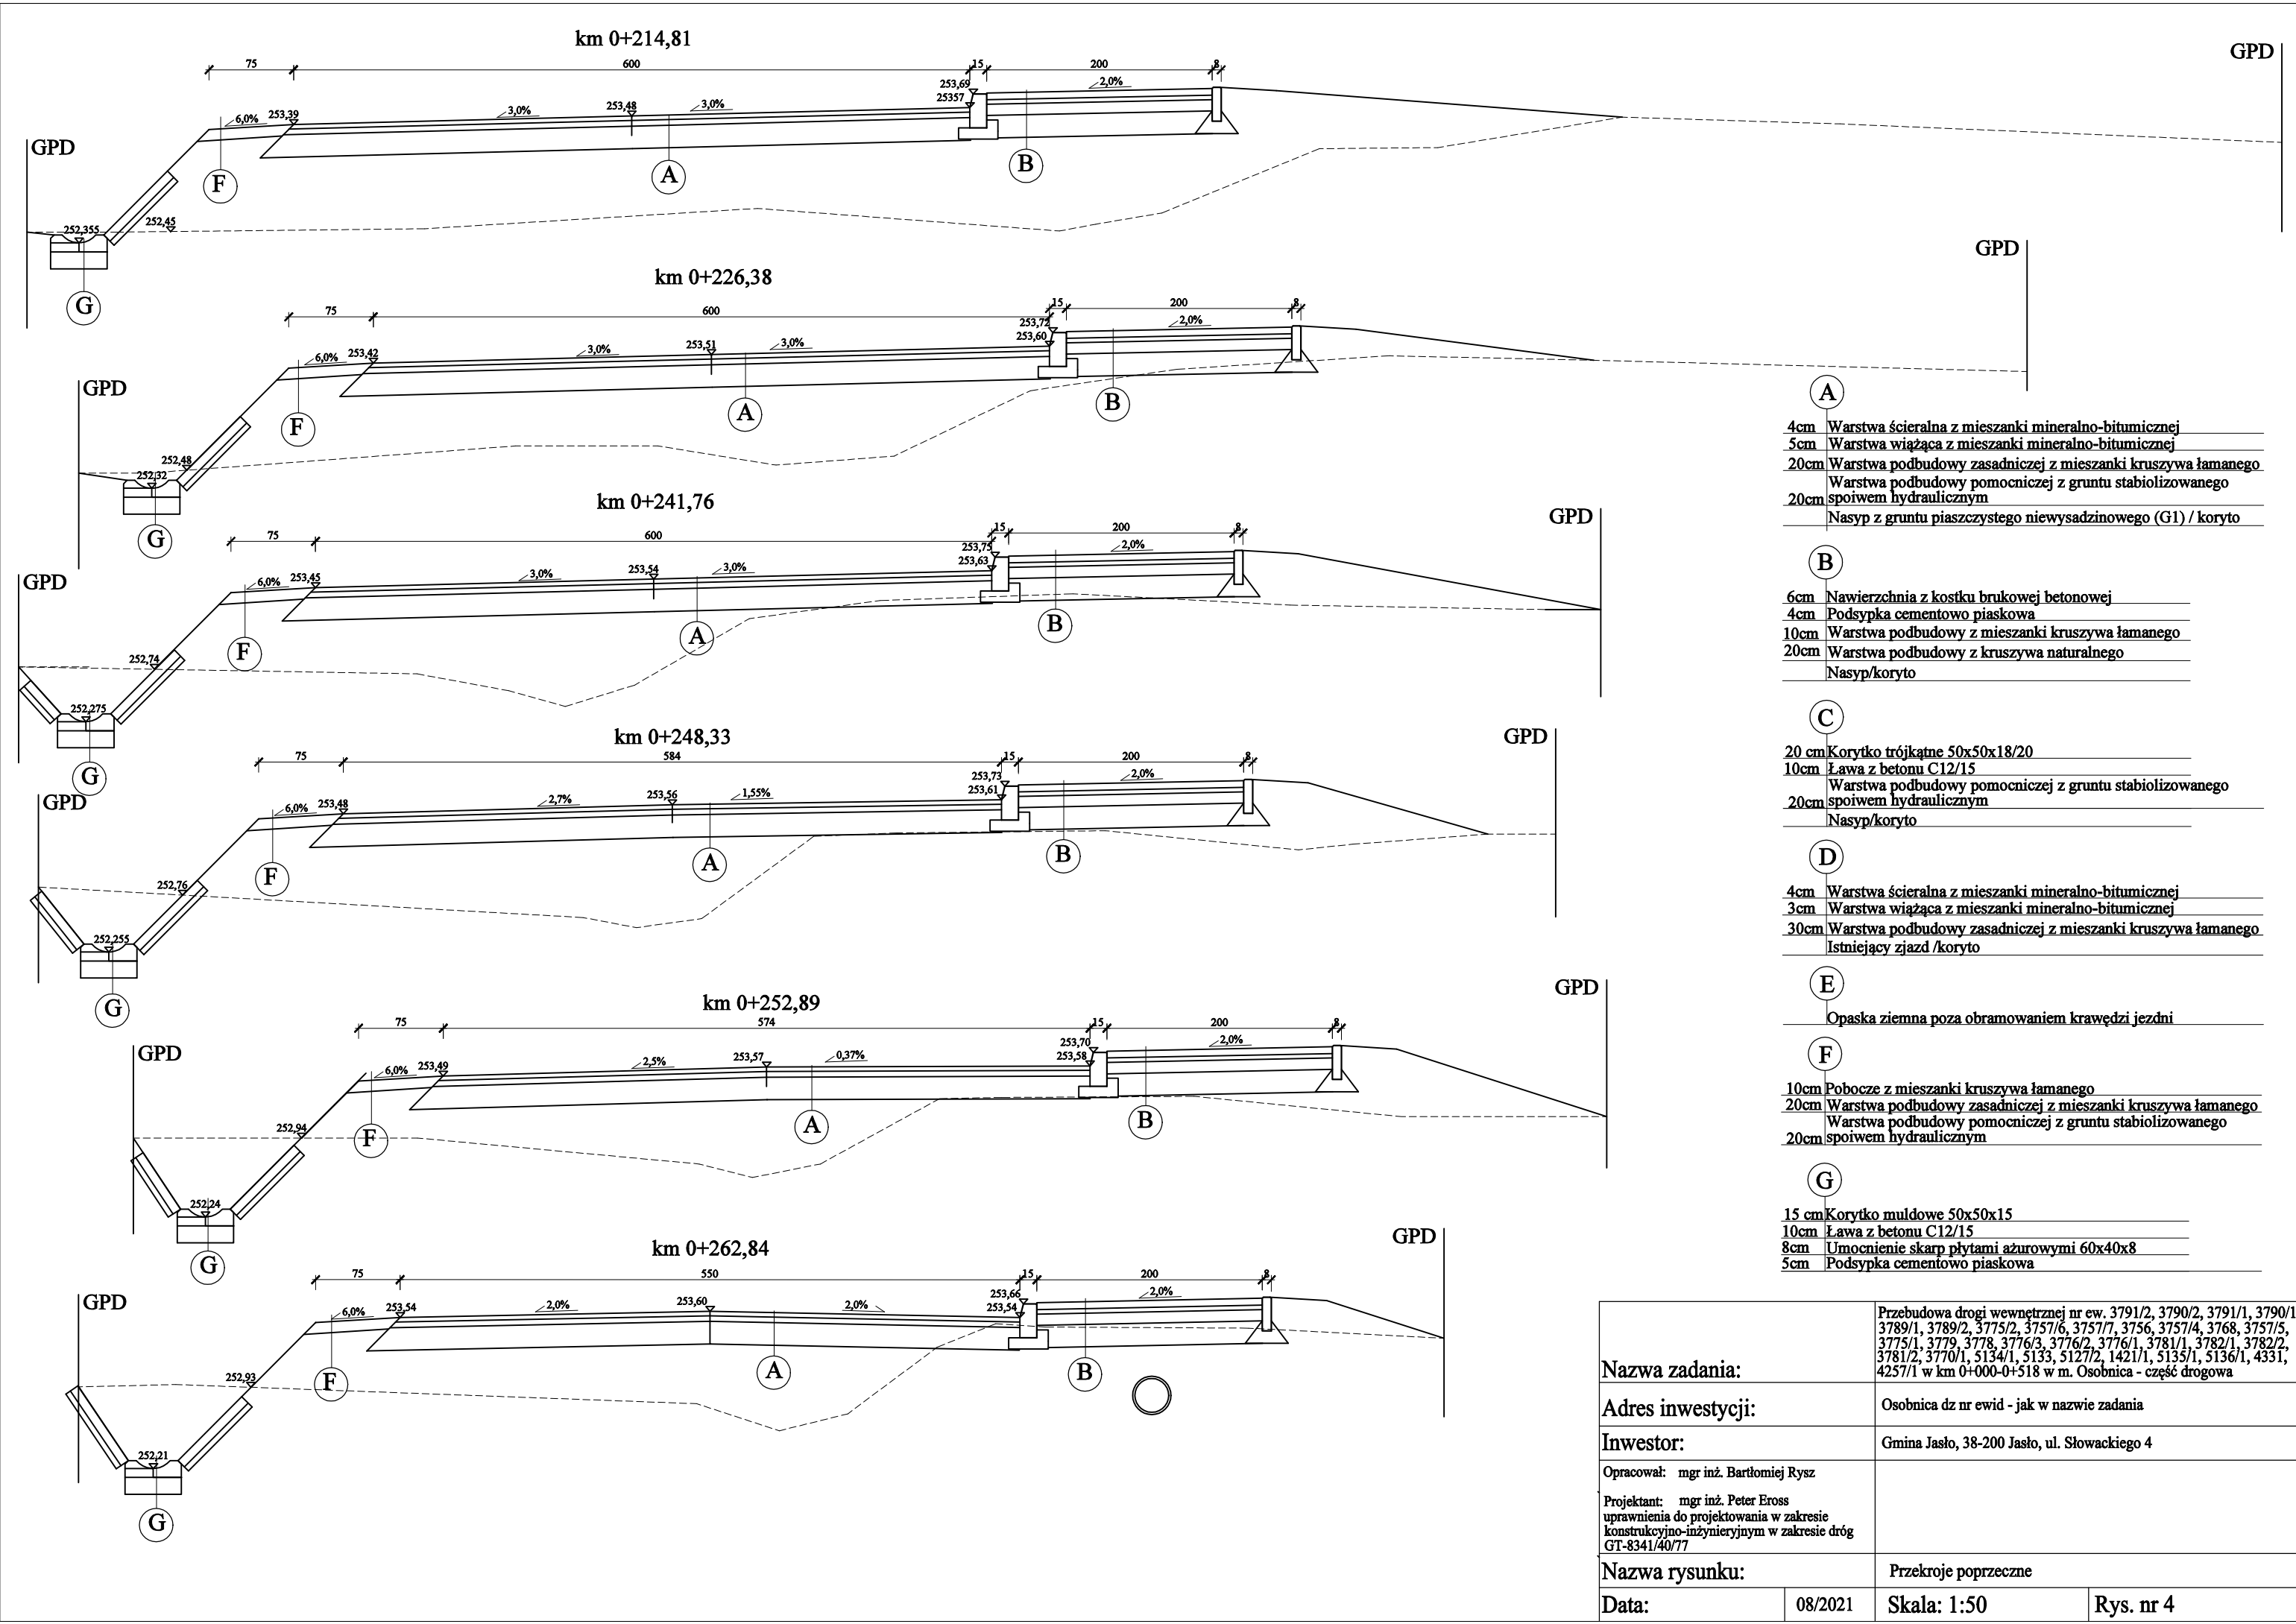 km 0+214,81
GPD
75 600 15 200 8
6,0% 253,39 3,0% 253,48 3,0% 253,69 2,0%
25357
GPD
F A B
252,355 252,45
G
km 0+226,38
GPD
75 600 15 200 8
6,0% 253,42 3,0% 253,51 3,0% 253,72 2,0%
253,60
GPD
F A B
252,48
252,32
G
km 0+241,76
GPD
75 600 15 200 8
6,0% 253,45 3,0% 253,54 3,0% 253,75 2,0%
253,63
GPD
F A B
252,74
252,275
G
km 0+248,33
GPD
75 584 15 200 8
6,0% 253,48 2,7% 253,56 1,55% 253,73 2,0%
253,61
GPD
F A B
252,76
252,255
G
km 0+252,89
GPD
75 574 15 200 8
6,0% 253,49 2,5% 253,57 0,37% 253,70 2,0%
253,58
GPD
F A B
252,94
252,24
G
km 0+262,84
GPD
75 550 15 200 8
6,0% 253,54 2,0% 253,60 2,0% 253,66 2,0%
253,54
GPD
F A B
252,93
252,21
G
A
4cm Warstwa ścieralna z mieszanki mineralno-bitumicznej
5cm Warstwa wiążąca z mieszanki mineralno-bitumicznej
20cm Warstwa podbudowy zasadniczej z mieszanki kruszywa łamanego
Warstwa podbudowy pomocniczej z gruntu stabiolizowanego
20cm spoiwem hydraulicznym
Nasyp z gruntu piaszczystego niewysadzinowego (G1) / koryto
B
6cm Nawierzchnia z kostku brukowej betonowej
4cm Podsypka cementowo piaskowa
10cm Warstwa podbudowy z mieszanki kruszywa łamanego
20cm Warstwa podbudowy z kruszywa naturalnego
Nasyp/koryto
C
20 cm Korytko trójkątne 50x50x18/20
10cm Ława z betonu C12/15
Warstwa podbudowy pomocniczej z gruntu stabiolizowanego
20cm spoiwem hydraulicznym
Nasyp/koryto
D
4cm Warstwa ścieralna z mieszanki mineralno-bitumicznej
3cm Warstwa wiążąca z mieszanki mineralno-bitumicznej
30cm Warstwa podbudowy zasadniczej z mieszanki kruszywa łamanego
Istniejący zjazd /koryto
E
Opaska ziemna poza obramowaniem krawędzi jezdni
F
10cm Pobocze z mieszanki kruszywa łamanego
20cm Warstwa podbudowy zasadniczej z mieszanki kruszywa łamanego
Warstwa podbudowy pomocniczej z gruntu stabiolizowanego
20cm spoiwem hydraulicznym
G
15 cm Korytko muldowe 50x50x15
10cm Ława z betonu C12/15
8cm Umocnienie skarp płytami ażurowymi 60x40x8
5cm Podsypka cementowo piaskowa
Nazwa zadania:
Przebudowa drogi wewnętrznej nr ew. 3791/2, 3790/2, 3791/1, 3790/1
3789/1, 3789/2, 3775/2, 3757/6, 3757/7, 3756, 3757/4, 3768, 3757/5,
3775/1, 3779, 3778, 3776/3, 3776/2, 3776/1, 3781/1, 3782/1, 3782/2,
3781/2, 3770/1, 5134/1, 5133, 5127/2, 1421/1, 5135/1, 5136/1, 4331,
4257/1 w km 0+000-0+518 w m. Osobnica - część drogowa
Adres inwestycji: Osobnica dz nr ewid - jak w nazwie zadania
Inwestor: Gmina Jasło, 38-200 Jasło, ul. Słowackiego 4
Opracował: mgr inż. Bartłomiej Rysz
Projektant: mgr inż. Peter Eross
uprawnienia do projektowania w zakresie
konstrukcyjno-inżynieryjnym w zakresie dróg
GT-8341/40/77
Nazwa rysunku: Przekroje poprzeczne
Data: 08/2021 Skala: 1:50 Rys. nr 4